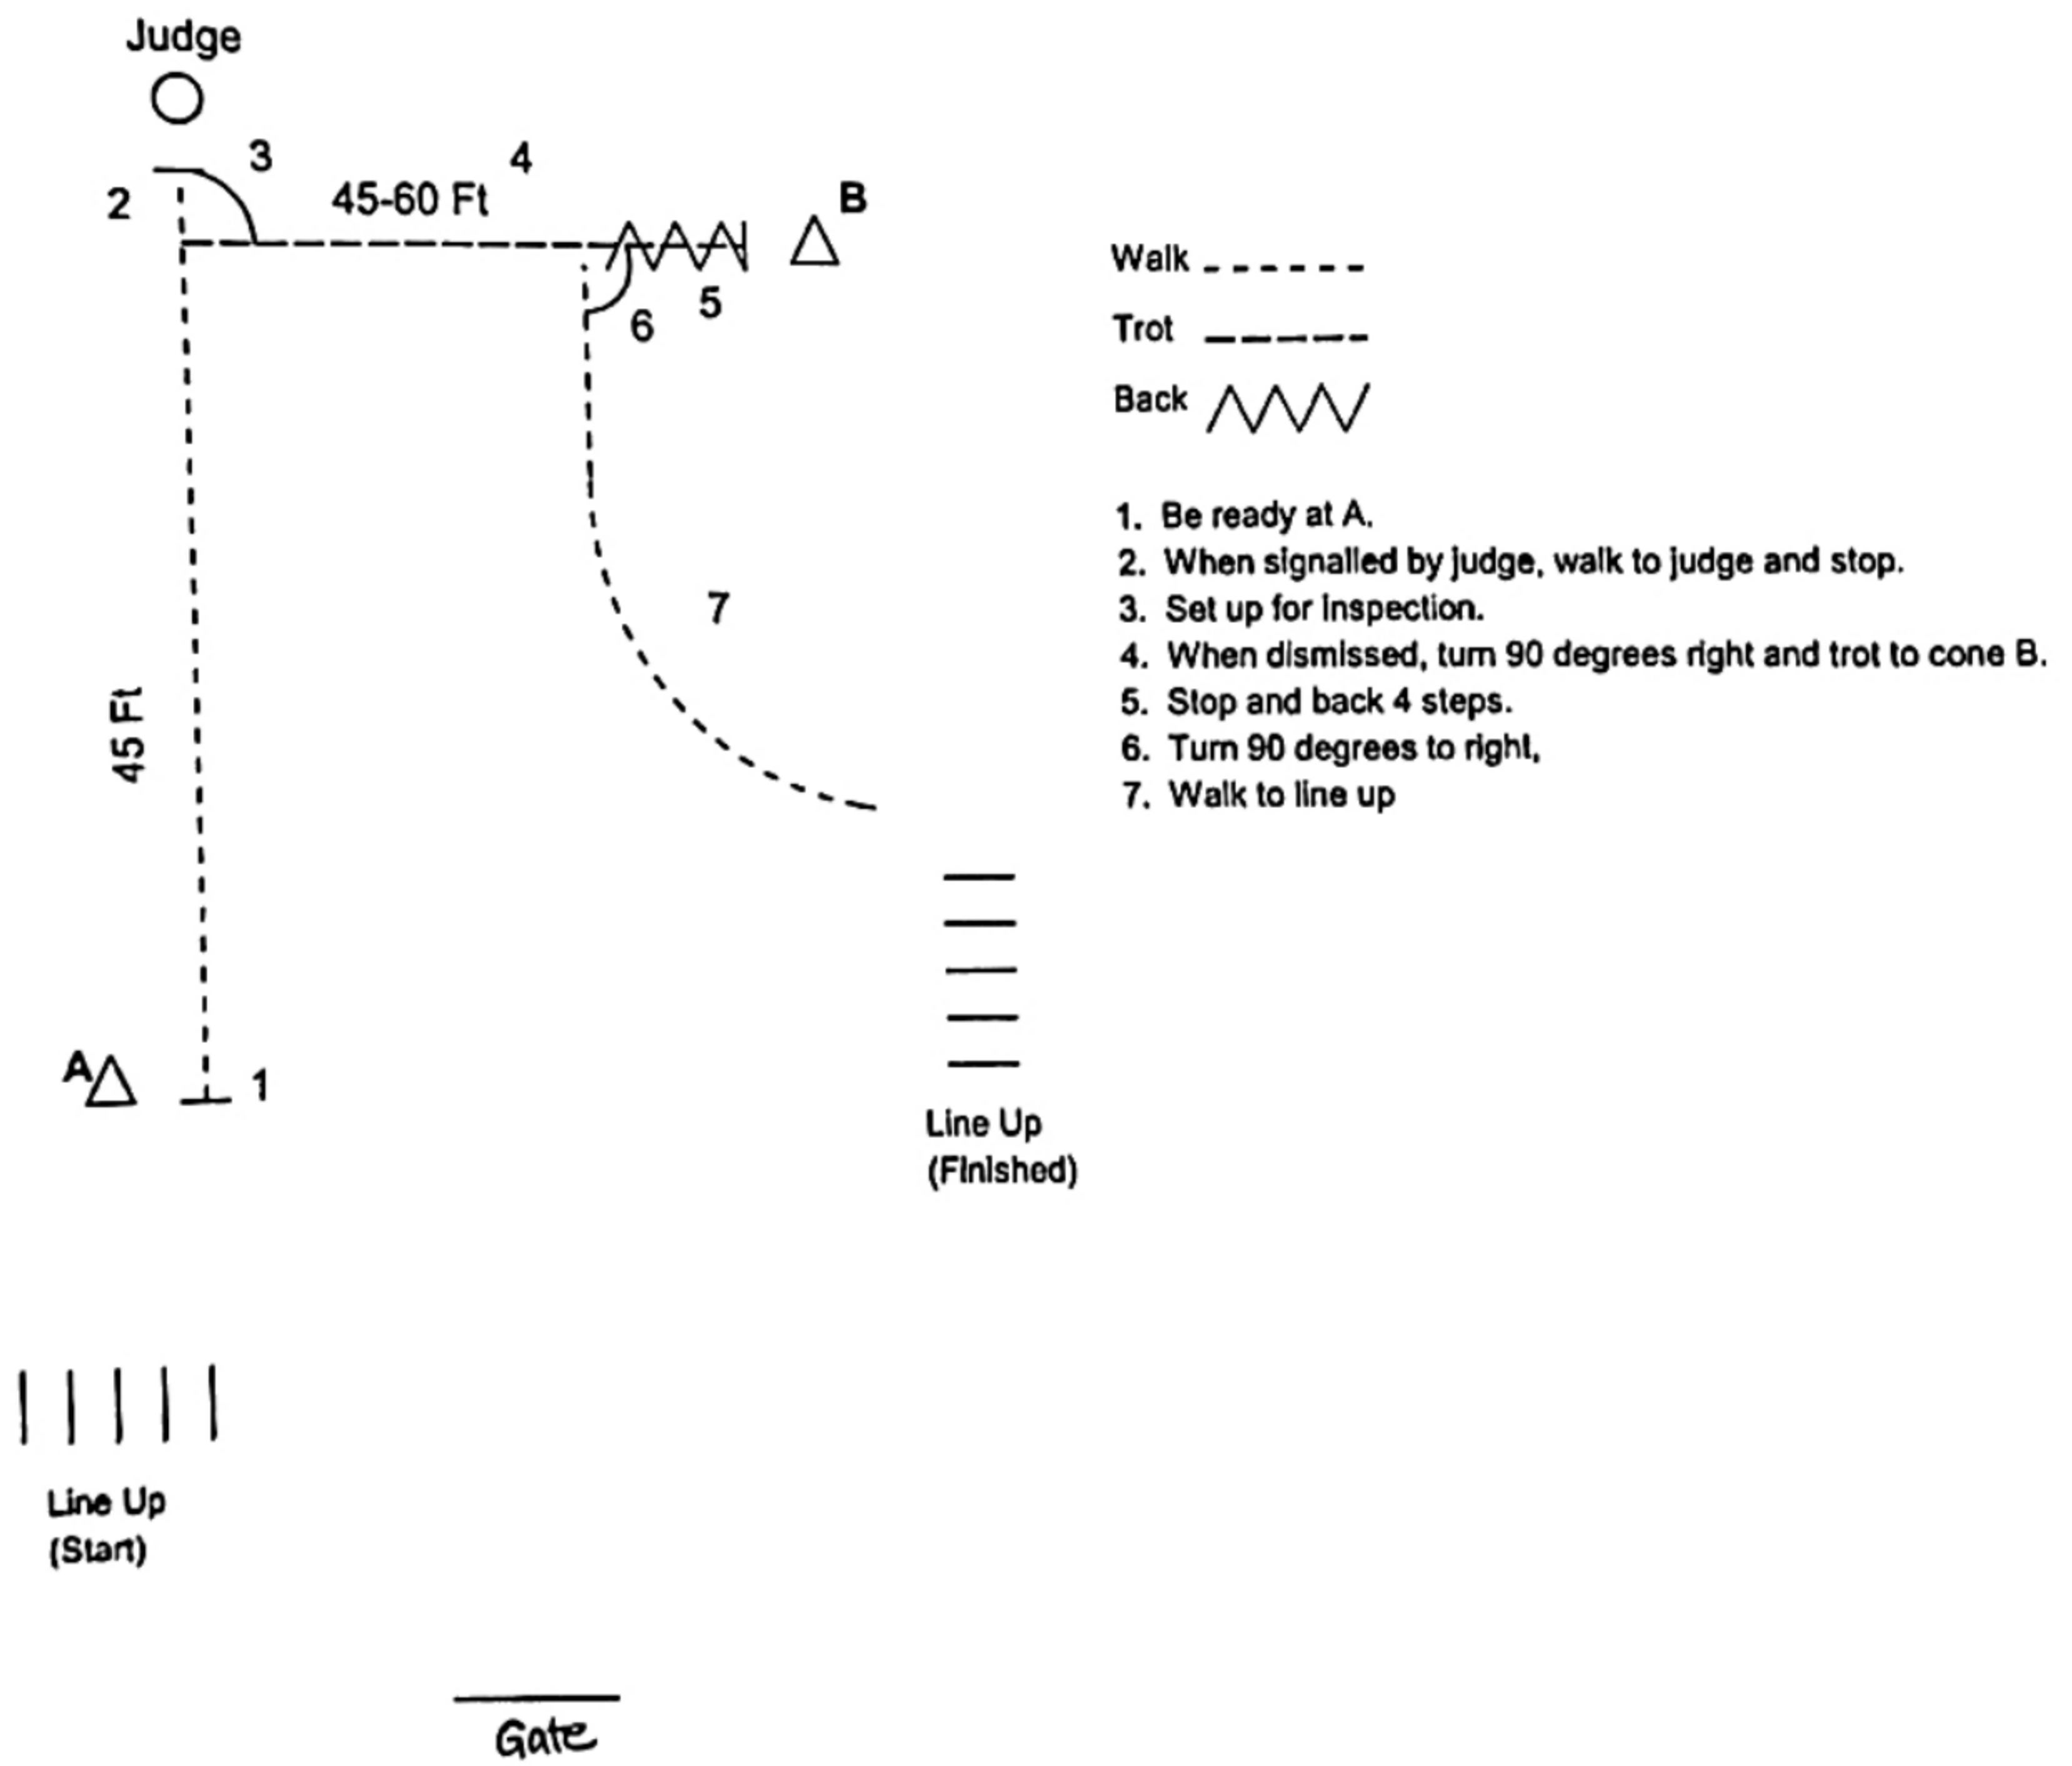 Judge
3
4
2
45-60 Ft
B
5
6
7
45 Ft
A
1
Walk
Trot
Back
1. Be ready at A.
2. When signalled by judge, walk to judge and stop.
3. Set up for inspection.
4. When dismissed, turn 90 degrees right and trot to cone B.
5. Stop and back 4 steps.
6. Turn 90 degrees to right,
7. Walk to line up
Line Up
(Finished)
Line Up
(Start)
Gate